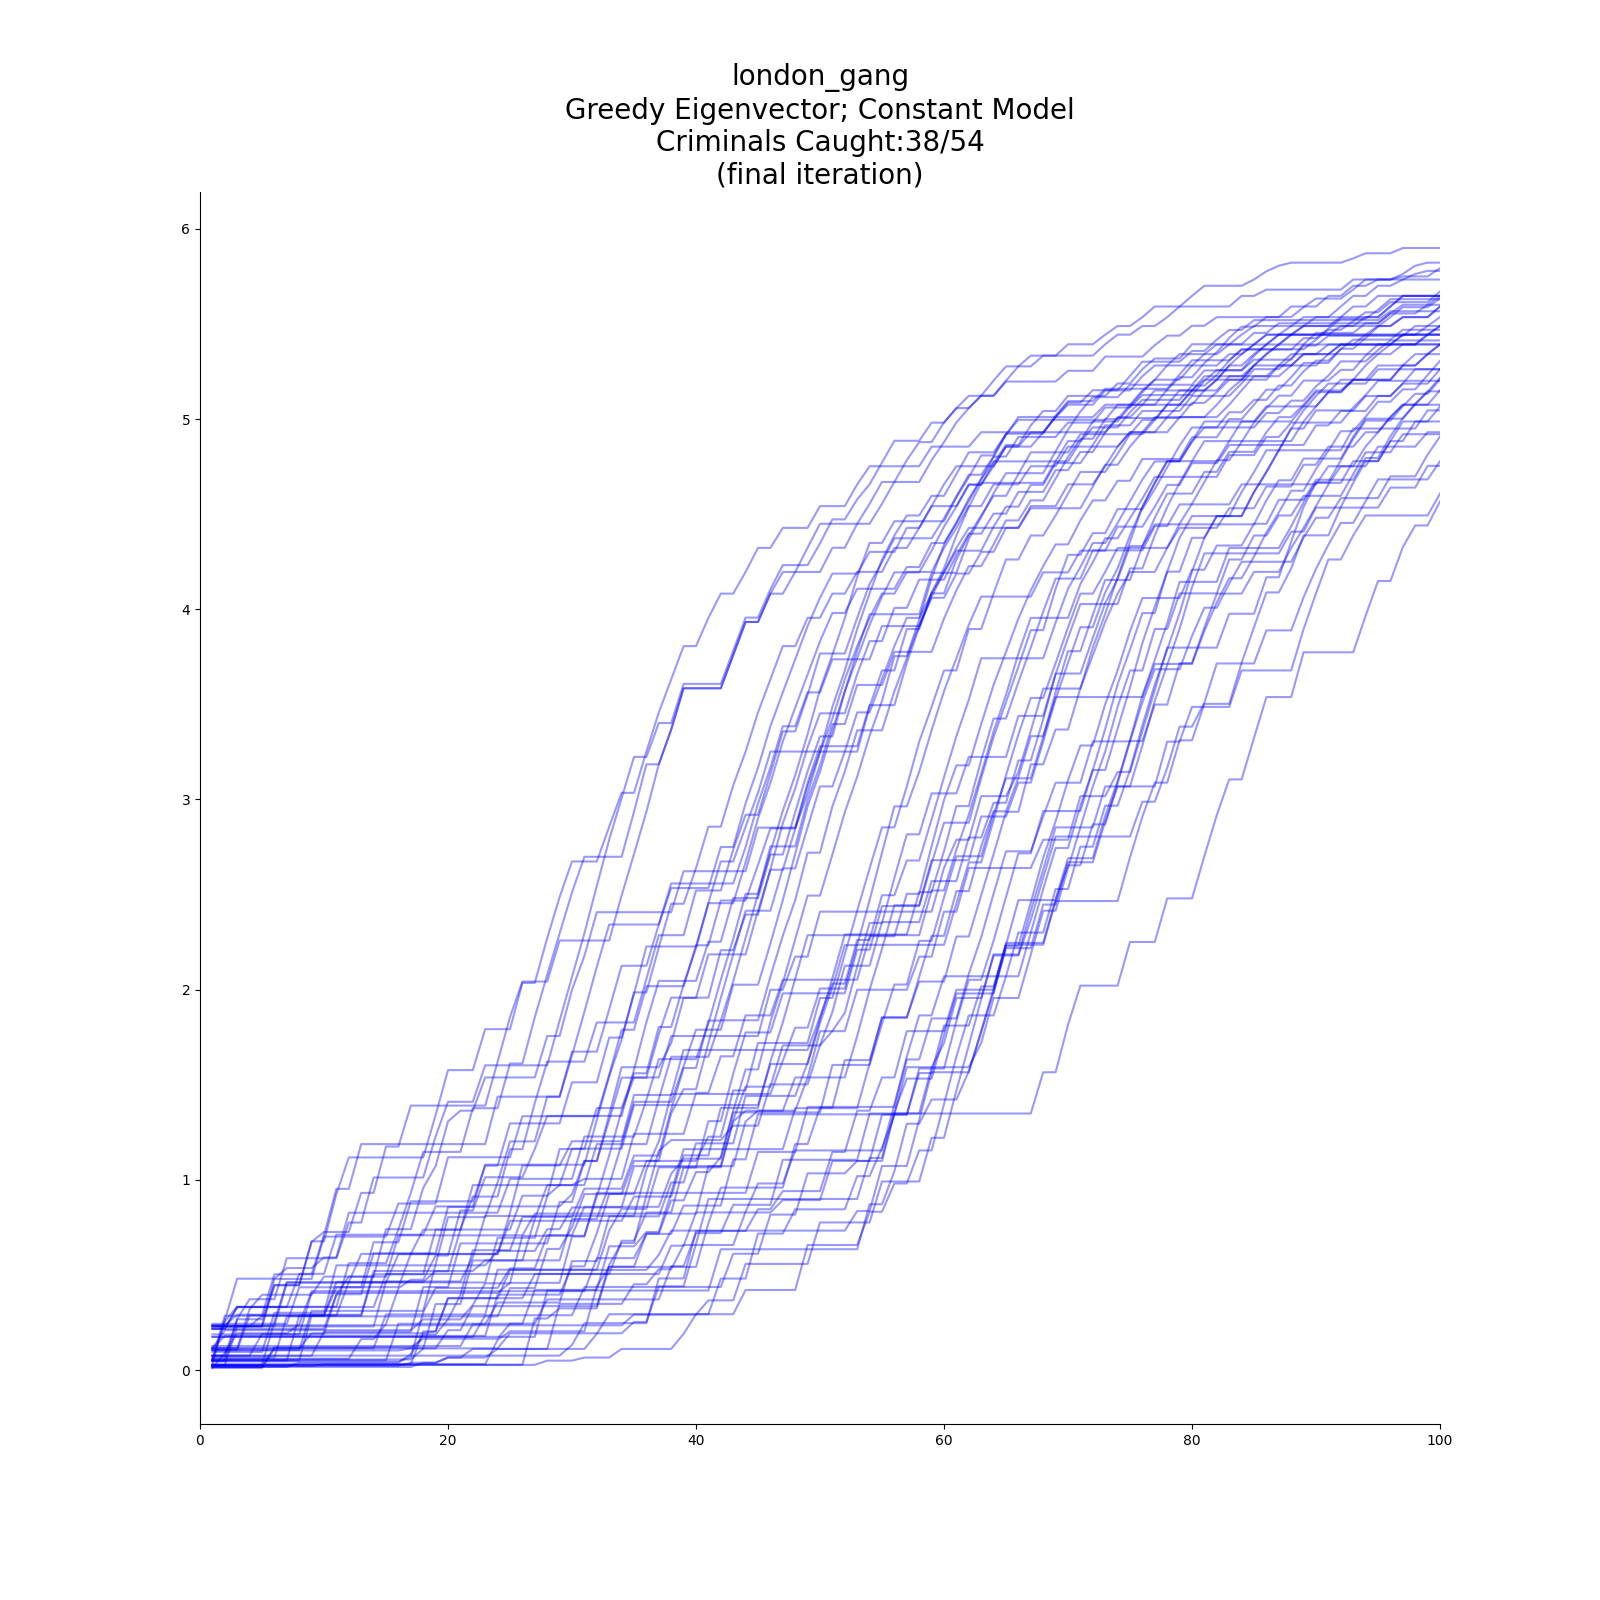 london_gang
Greedy Eigenvector; Constant Model
Criminals Caught:38/54
(final iteration)
6
5
4
3
2
1
0
0 20 40 60 80 100